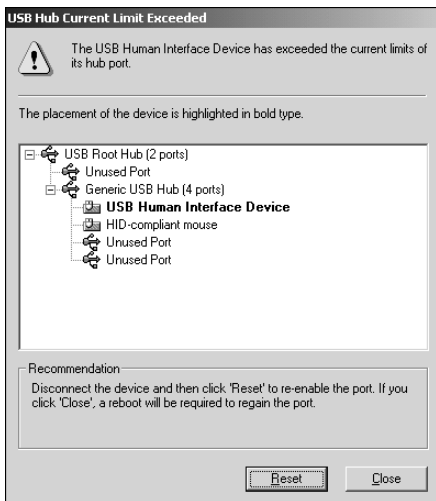 USB Hub Current Limit Exceeded
The USB Human Interface Device has exceeded the current limits of
its hub port.
The placement of the device is highlighted in bold type.
USB Root Hub (2 ports)
Unused Port
Generic USB Hub (4 ports)
USB Human Interface Device
HID-compliant mouse
Unused Port
Unused Port
Recommendation
Disconnect the device and then click 'Reset' to re-enable the port. If you
click 'Close', a reboot will be required to regain the port.
Reset Close